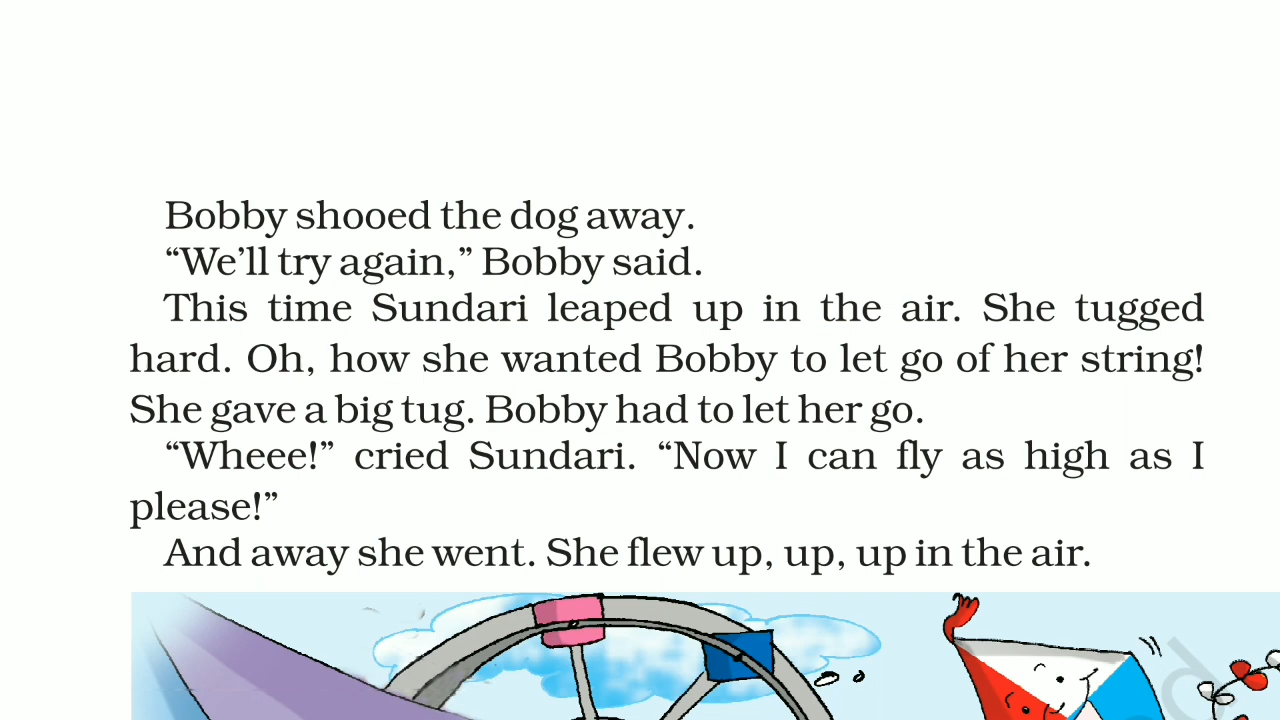 Bobby shooed the dog away.
“We’ll try again,” Bobby said.
This time Sundari leaped up in the air. She tugged
hard. Oh, how she wanted Bobby to let go of her string!
She gave a big tug. Bobby had to let her go.
“Wheee!” cried Sundari. “Now I can fly as high as I
please!”
And away she went. She flew up, up, up in the air.